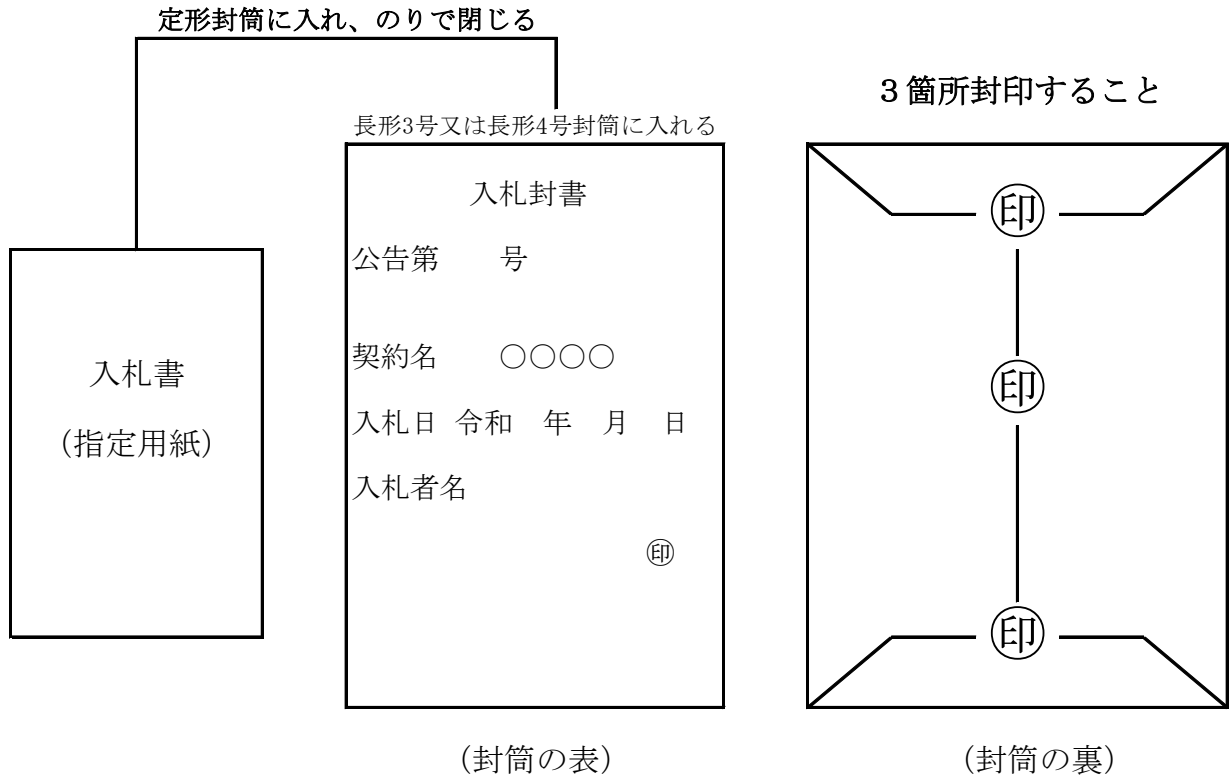 定形封筒に入れ、のりで閉じる
3箇所封印すること
長形3号又は長形4号封筒に入れる
入札封書
公告第　　号
契約名　　○○○○
入札日 令和　年　月　日
入札者名
㊞
入札書
(指定用紙)
㊞
㊞
㊞
(封筒の表)
(封筒の裏)